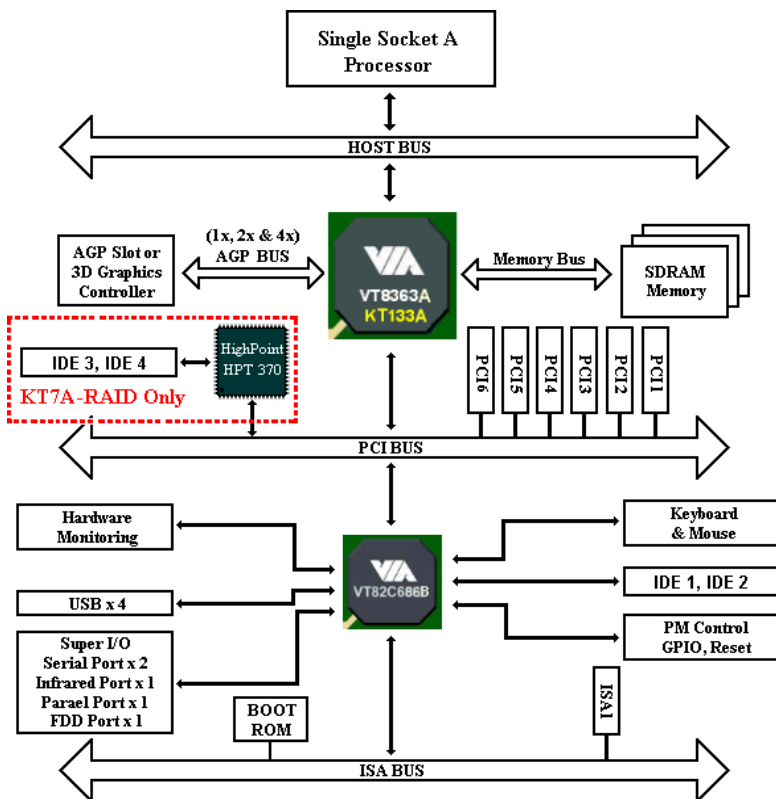 Single Socket A
Processor
HOST BUS
(1x, 2x & 4x)
AGP BUS
AGP Slot or
3D Graphics
Controller
VIA
VT8363A
KT133A
Memory Bus
SDRAM
Memory
IDE 3, IDE 4
HighPoint
HPT 370
KT7A-RAID Only
PCI6
PCI5
PCI4
PCI3
PCI2
PCI1
PCI BUS
Hardware
Monitoring
USB x 4
Super I/O
Serial Port x 2
Infrared Port x 1
Parael Port x 1
FDD Port x 1
VIA
VT82C686B
Keyboard
& Mouse
IDE 1, IDE 2
PM Control
GPIO, Reset
BOOT
ROM
ISA1
ISA BUS